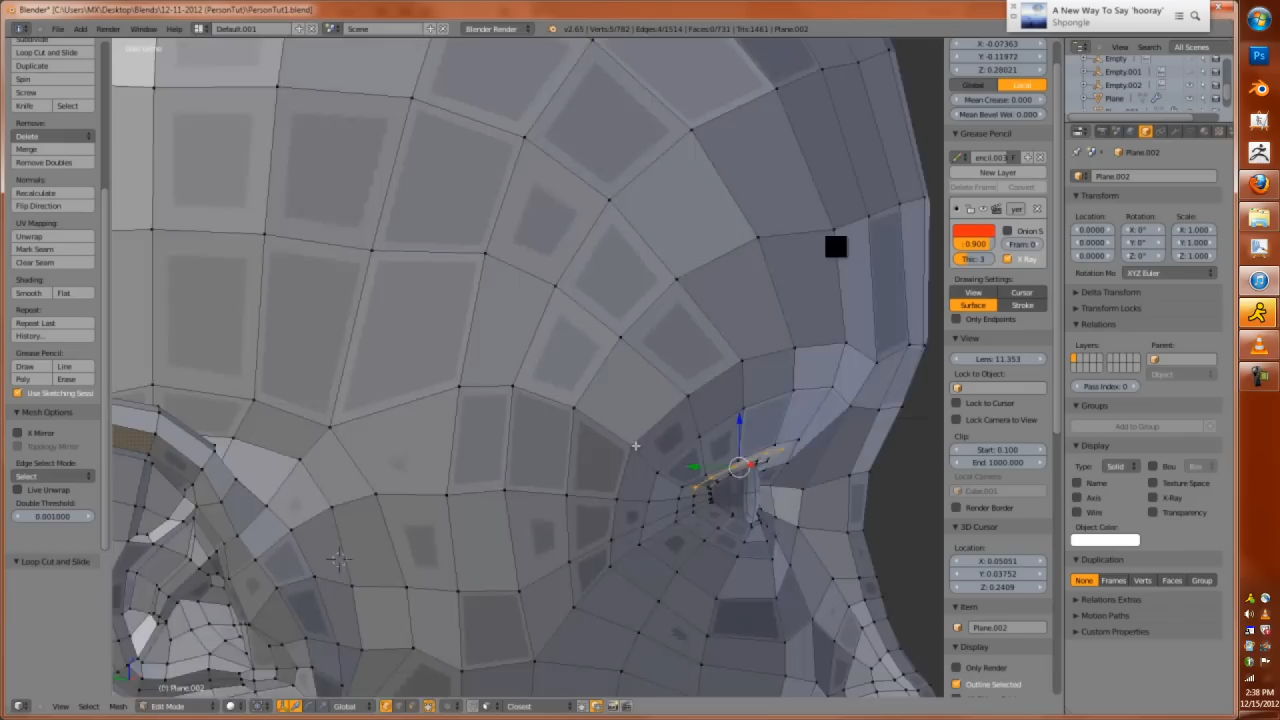 Blender* [C:\Users\MX\Desktop\Blends\12-11-2012 (PersonTut)\PersonTut1.blend]
A New Way To Say 'hooray'
Shpongle
File Add Render Window Help Default.001 Scene Blender Render v2.65 | Verts:5/782 | Edges:4/1514 | Faces:0/731 | Tris:1461 | Plane.002
View Search All Scenes
Empty
Empty.001
Empty.002
Plane
Loop Cut and Slide
Duplicate
Spin
Screw
Knife Select
Remove:
Delete
Merge
Remove Doubles
Normals:
Recalculate
Flip Direction
UV Mapping:
Unwrap
Mark Seam
Clear Seam
Shading:
Smooth Flat
Repeat:
Repeat Last
History...
Grease Pencil:
Draw Line
Poly Erase
Use Sketching Sessi
Mesh Options
X Mirror
Topology Mirror
Edge Select Mode:
Select
Live Unwrap
Double Threshold:
0.001000
Loop Cut and Slide
(0) Plane.002
View Select Mesh Edit Mode Global Closest
X: -0.07363
Y: -0.11972
Z: 0.28021
Global Local
Mean Crease: 0.000
Mean Bevel Wei: 0.000
Grease Pencil
encil.003 F
New Layer
Delete Frame Convert
yer
Onion S
: 0.900 Fram: 0
Thic: 3 X Ray
Drawing Settings:
View Cursor
Surface Stroke
Only Endpoints
View
Lens: 11.353
Lock to Object:
Lock to Cursor
Lock Camera to View
Clip:
Start: 0.100
End: 1000.000
Local Camera:
Cube.001
Render Border
3D Cursor
Location:
X: 0.05051
Y: 0.03752
Z: 0.2409
Item
Plane.002
Display
Only Render
Outline Selected
Plane.002
Plane.002
Transform
Location: Rotation: Scale:
0.0000 X: 0° X: 1.000
0.0000 Y: 0° Y: 1.000
0.0000 Z: 0° Z: 1.000
Rotation Mo XYZ Euler
Delta Transform
Transform Locks
Relations
Layers: Parent:
Object
Pass Index: 0
Groups
Add to Group
Display
Type: Solid Bou Box
Name Texture Space
Axis X-Ray
Wire Transparency
Object Color:
Duplication
None Frames Verts Faces Group
Relations Extras
Motion Paths
Custom Properties
Ps
2:38 PM
12/15/2012